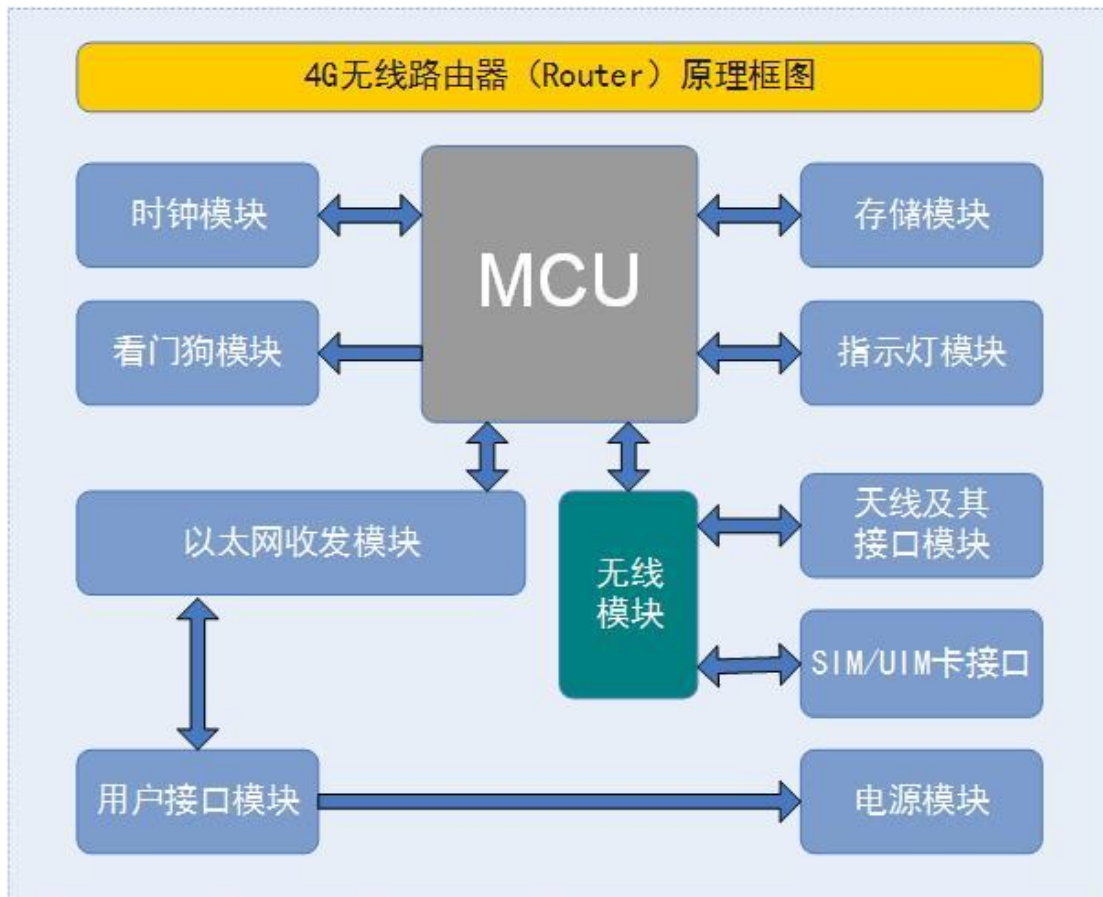 4G无线路由器（Router）原理框图
时钟模块
MCU
存储模块
看门狗模块
指示灯模块
以太网收发模块
无线
模块
天线及其
接口模块
SIM/UIM卡接口
用户接口模块
电源模块